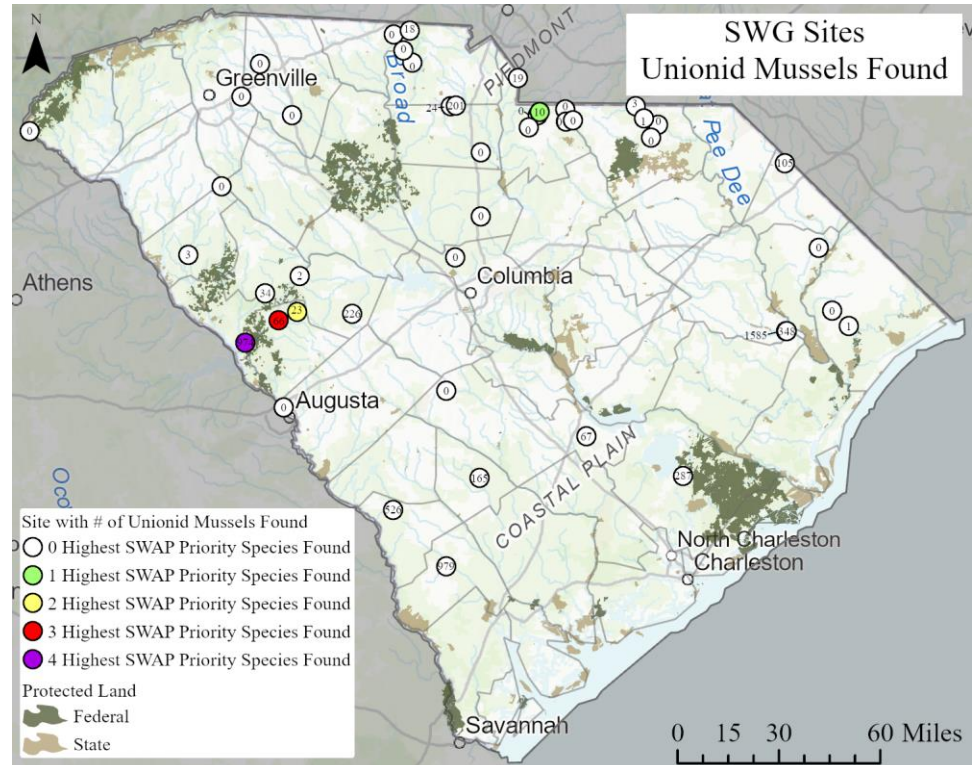 SWG Sites
Unionid Mussels Found
N
PIEDMONT
Broad
Greenville
0
18
0
0
0
0
0
0
0
24
201
19
0
10
0
0
0
3
1
0
0
Pee Dee
105
0
0
0
0
0
3
2
Athens
Columbia
34
23
226
0
1
1585
348
0
Augusta
0
67
COASTAL PLAIN
165
287
526
979
North Charleston
Charleston
Savannah
Site with # of Unionid Mussels Found
0 Highest SWAP Priority Species Found
1 Highest SWAP Priority Species Found
2 Highest SWAP Priority Species Found
3 Highest SWAP Priority Species Found
4 Highest SWAP Priority Species Found
Protected Land
Federal
State
0 15 30 60 Miles